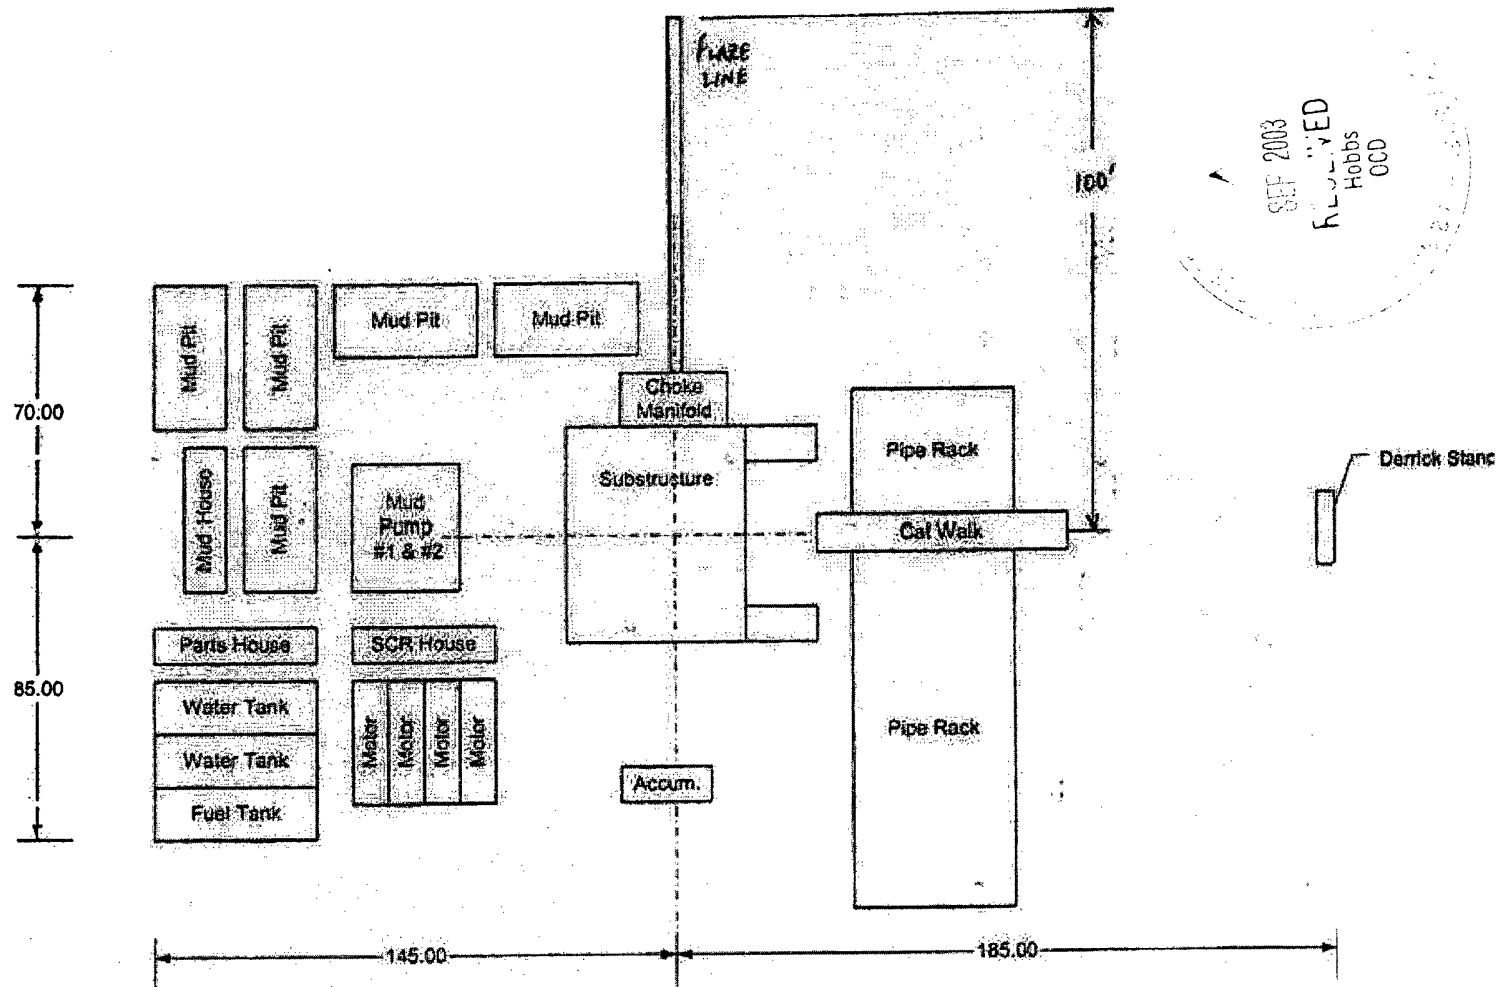 FLARE
LINE
100'
SEP 2003
Hobbs
OCD
Mud Pit
Mud Pit
Mud Pit
Mud Pit
70.00
Choke
Manifold
Pipe Rack
Derrick Stand
Substructure
Mud House
Mud Pit
Mud
Pump
#1 & #2
Cat Walk
Parts House
SCR House
85.00
Water Tank
Water Tank
Fuel Tank
Motor
Motor
Motor
Motor
Pipe Rack
Accum.
145.00
185.00